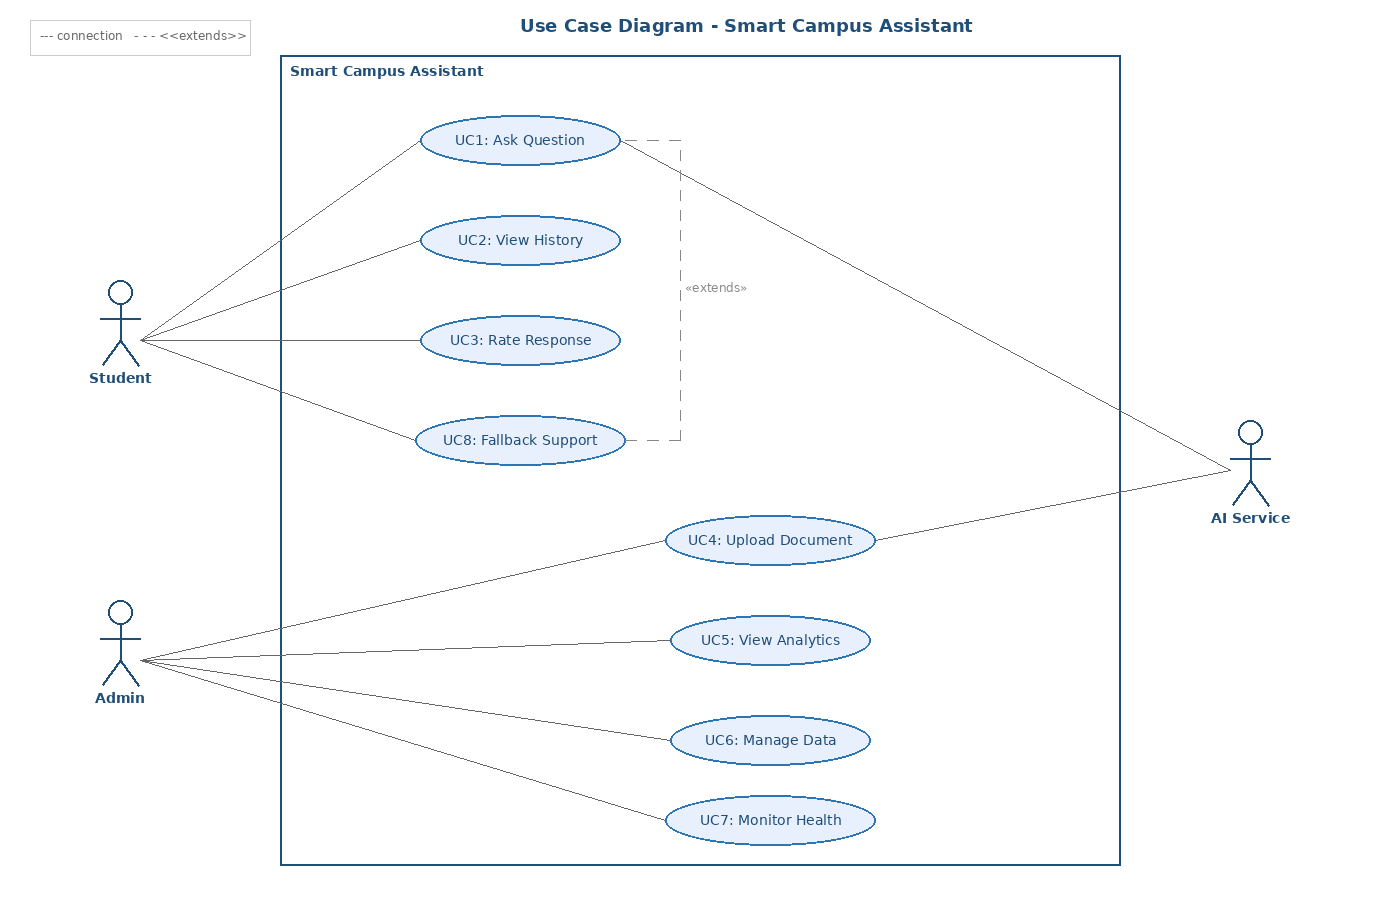 Use Case Diagram - Smart Campus Assistant
--- connection   - - - <<extends>>
Smart Campus Assistant
UC1: Ask Question
UC2: View History
«extends»
UC3: Rate Response
Student
UC8: Fallback Support
AI Service
UC4: Upload Document
UC5: View Analytics
Admin
UC6: Manage Data
UC7: Monitor Health